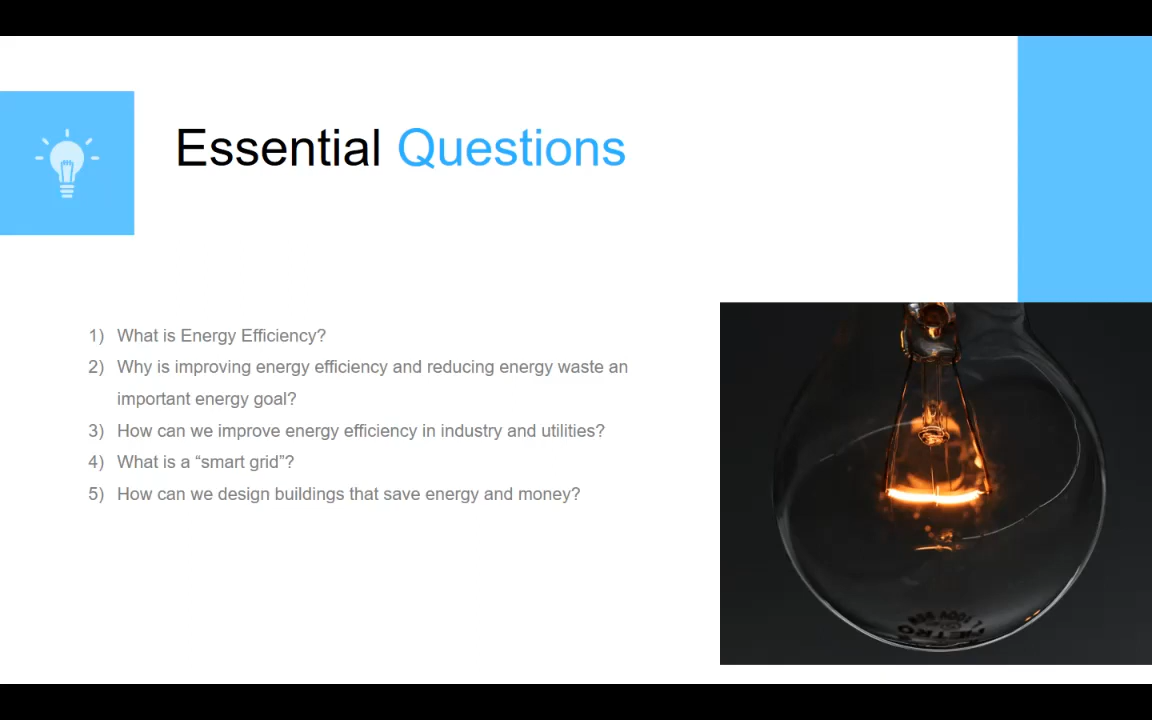 Essential Questions
1) What is Energy Efficiency?
2) Why is improving energy efficiency and reducing energy waste an
important energy goal?
3) How can we improve energy efficiency in industry and utilities?
4) What is a “smart grid”?
5) How can we design buildings that save energy and money?